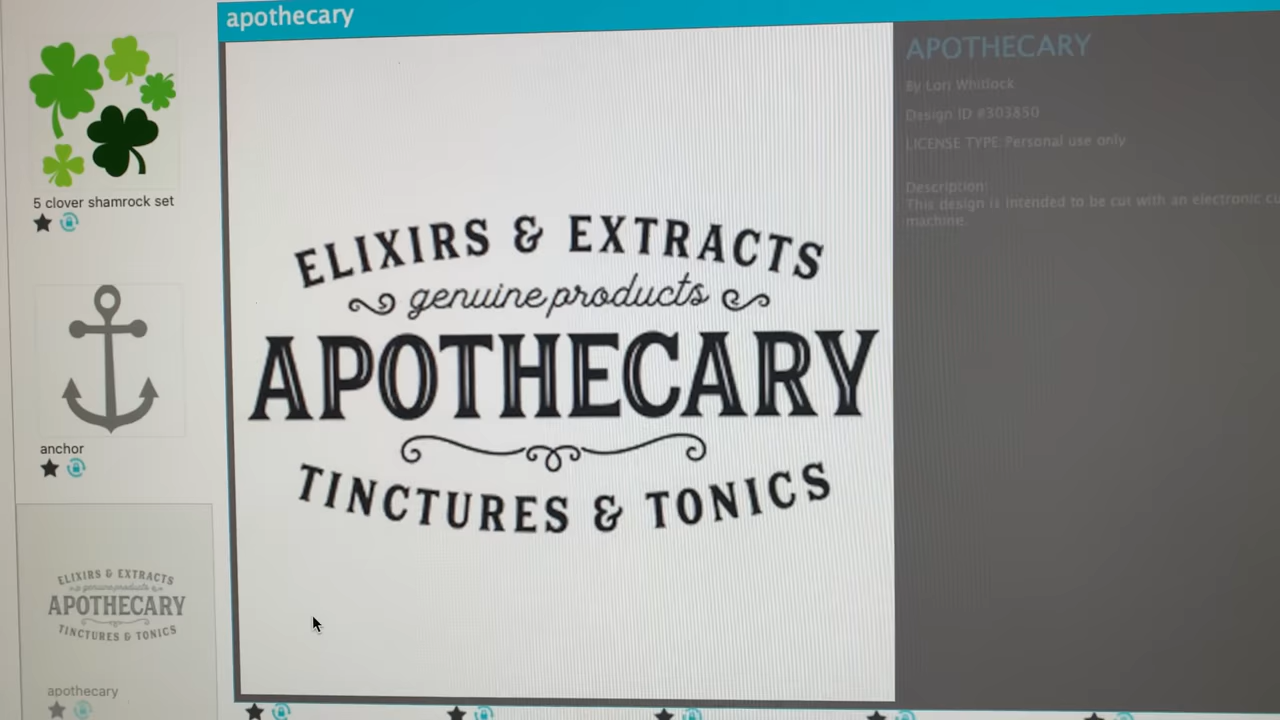 apothecary
5 clover shamrock set
anchor
ELIXIRS & EXTRACTS
genuine products
APOTHECARY
TINCTURES & TONICS
apothecary
ELIXIRS & EXTRACTS
genuine products
APOTHECARY
TINCTURES & TONICS
APOTHECARY
By Lori Whitlock
Design ID #303850
LICENSE TYPE: Personal use only
Description:
This design is intended to be cut with an electronic
machine